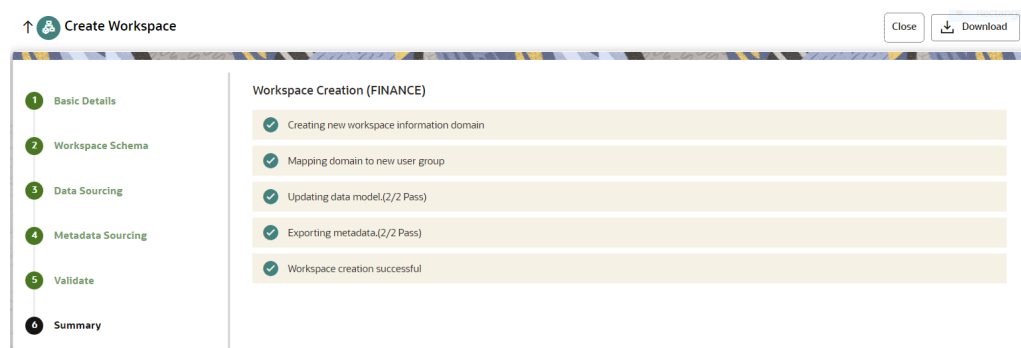 Create Workspace
Close
Download
1 Basic Details
2 Workspace Schema
3 Data Sourcing
4 Metadata Sourcing
5 Validate
6 Summary
Workspace Creation (FINANCE)
Creating new workspace information domain
Mapping domain to new user group
Updating data model.(2/2 Pass)
Exporting metadata.(2/2 Pass)
Workspace creation successful